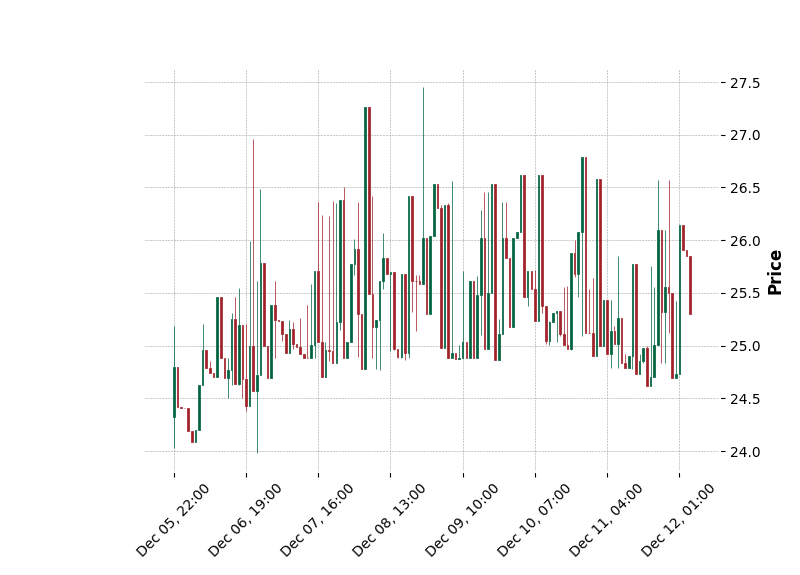 27.5
27.0
26.5
26.0
25.5
25.0
24.5
24.0
Price
Dec 05, 22:00
Dec 06, 19:00
Dec 07, 16:00
Dec 08, 13:00
Dec 09, 10:00
Dec 10, 07:00
Dec 11, 04:00
Dec 12, 01:00